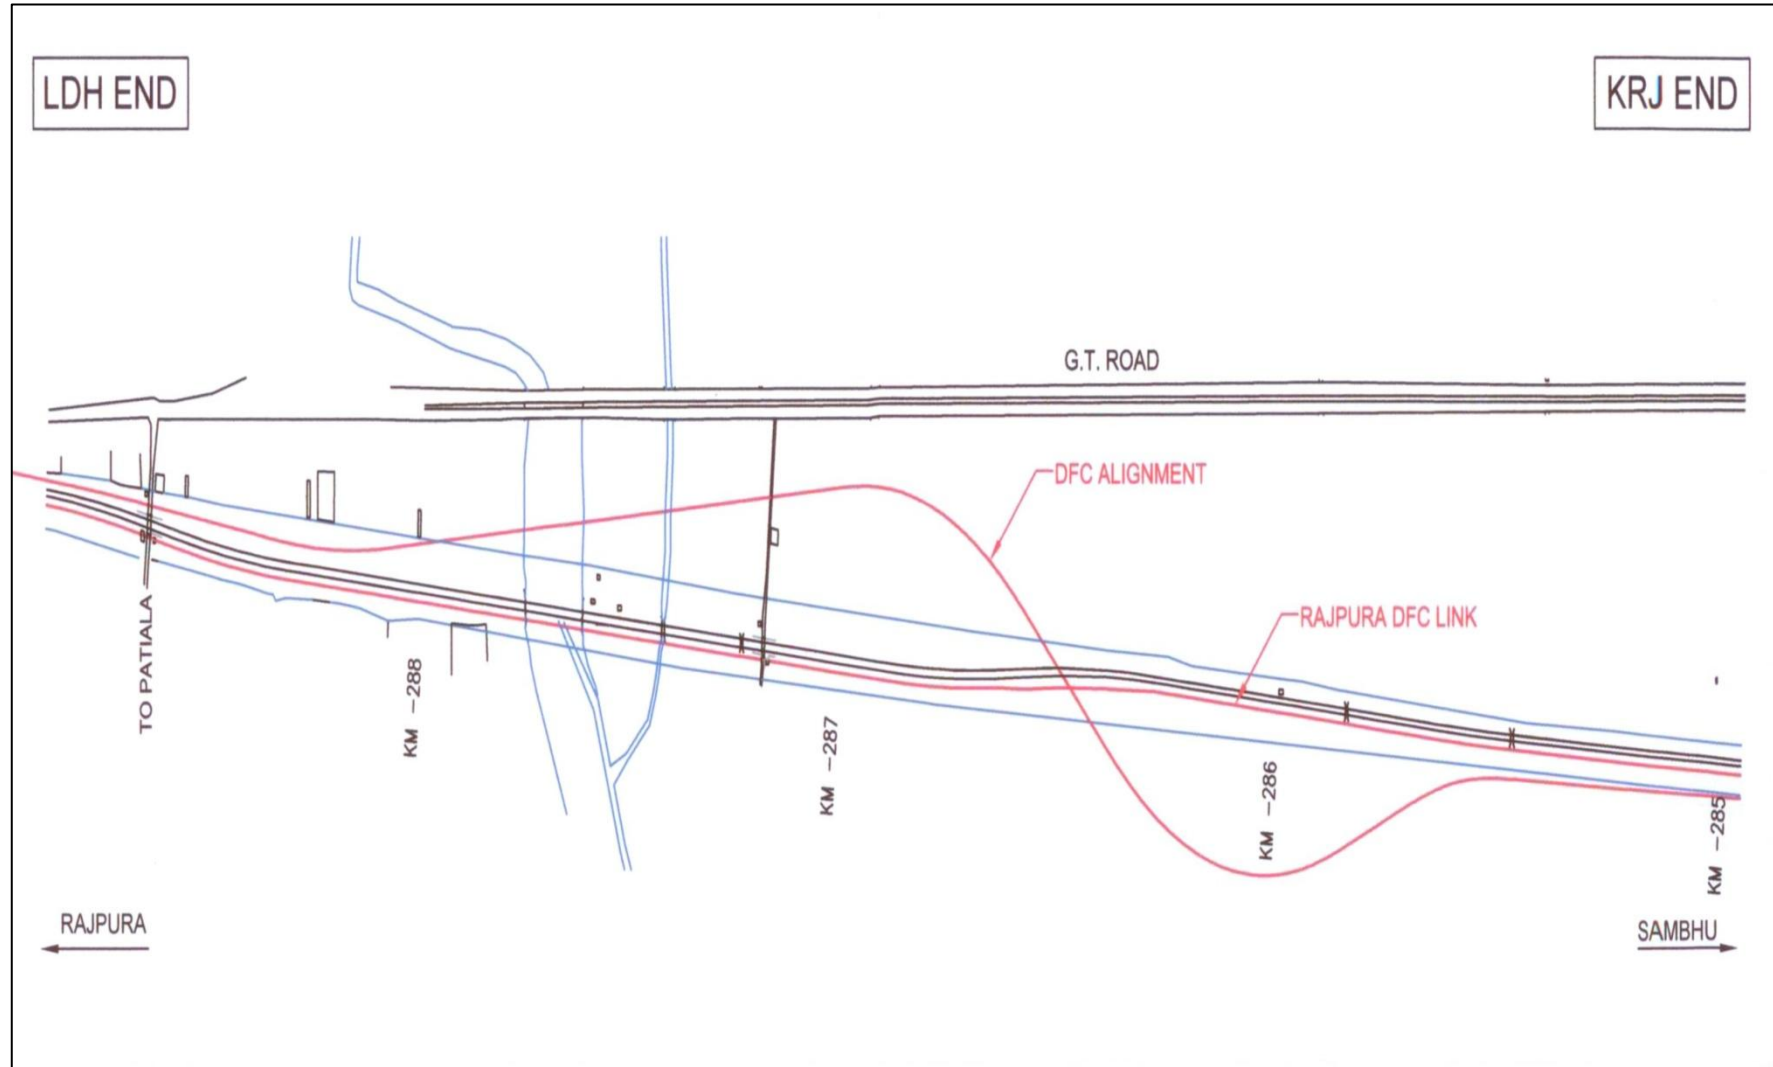 LDH END
KRJ END
G.T. ROAD
DFC ALIGNMENT
RAJPURA DFC LINK
TO PATIALA
KM -288
KM -287
KM -286
KM -285
RAJPURA
SAMBHU